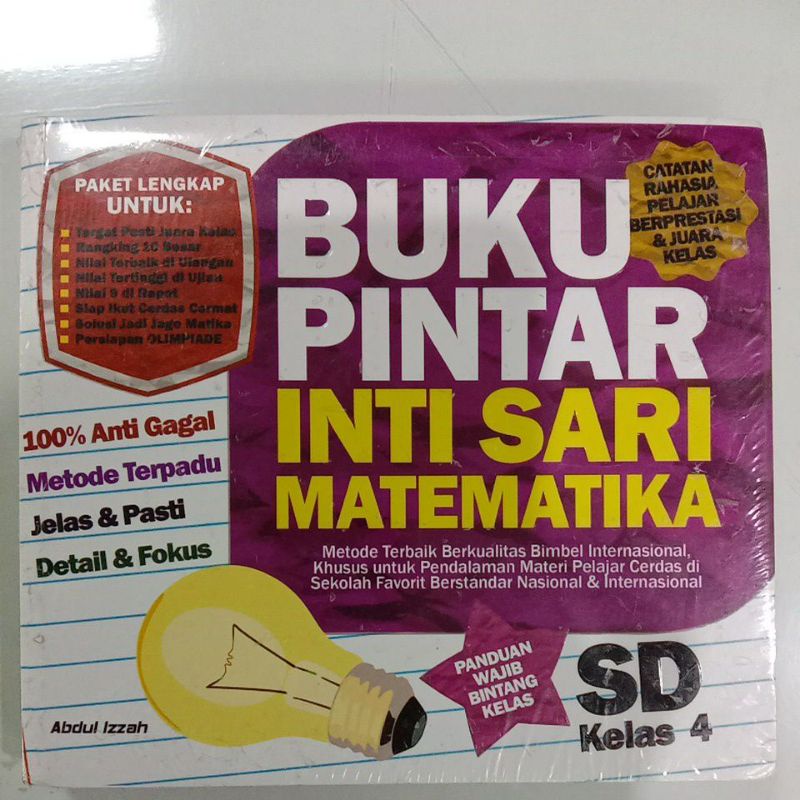 PAKET LENGKAP
UNTUK:
Target Pasti Juara Kelas
Rangking 10 Besar
Nilai Terbaik di Ulangan
Nilai Tertinggi di Ujian
Nilai 9 di Rapot
Siap Ikut Cerdas Cermat
Solusi Jadi Jago Matika
Persiapan OLIMPIADE
BUKU
PINTAR
INTI SARI
MATEMATIKA
CATATAN
RAHASIA
PELAJAR
BERPRESTASI
& JUARA
KELAS
100% Anti Gagal
Metode Terpadu
Jelas & Pasti
Detail & Fokus
Metode Terbaik Berkualitas Bimbel Internasional,
Khusus untuk Pendalaman Materi Pelajar Cerdas di
Sekolah Favorit Berstandar Nasional & Internasional
PANDUAN
WAJIB
BINTANG
KELAS
SD
Kelas 4
Abdul Izzah